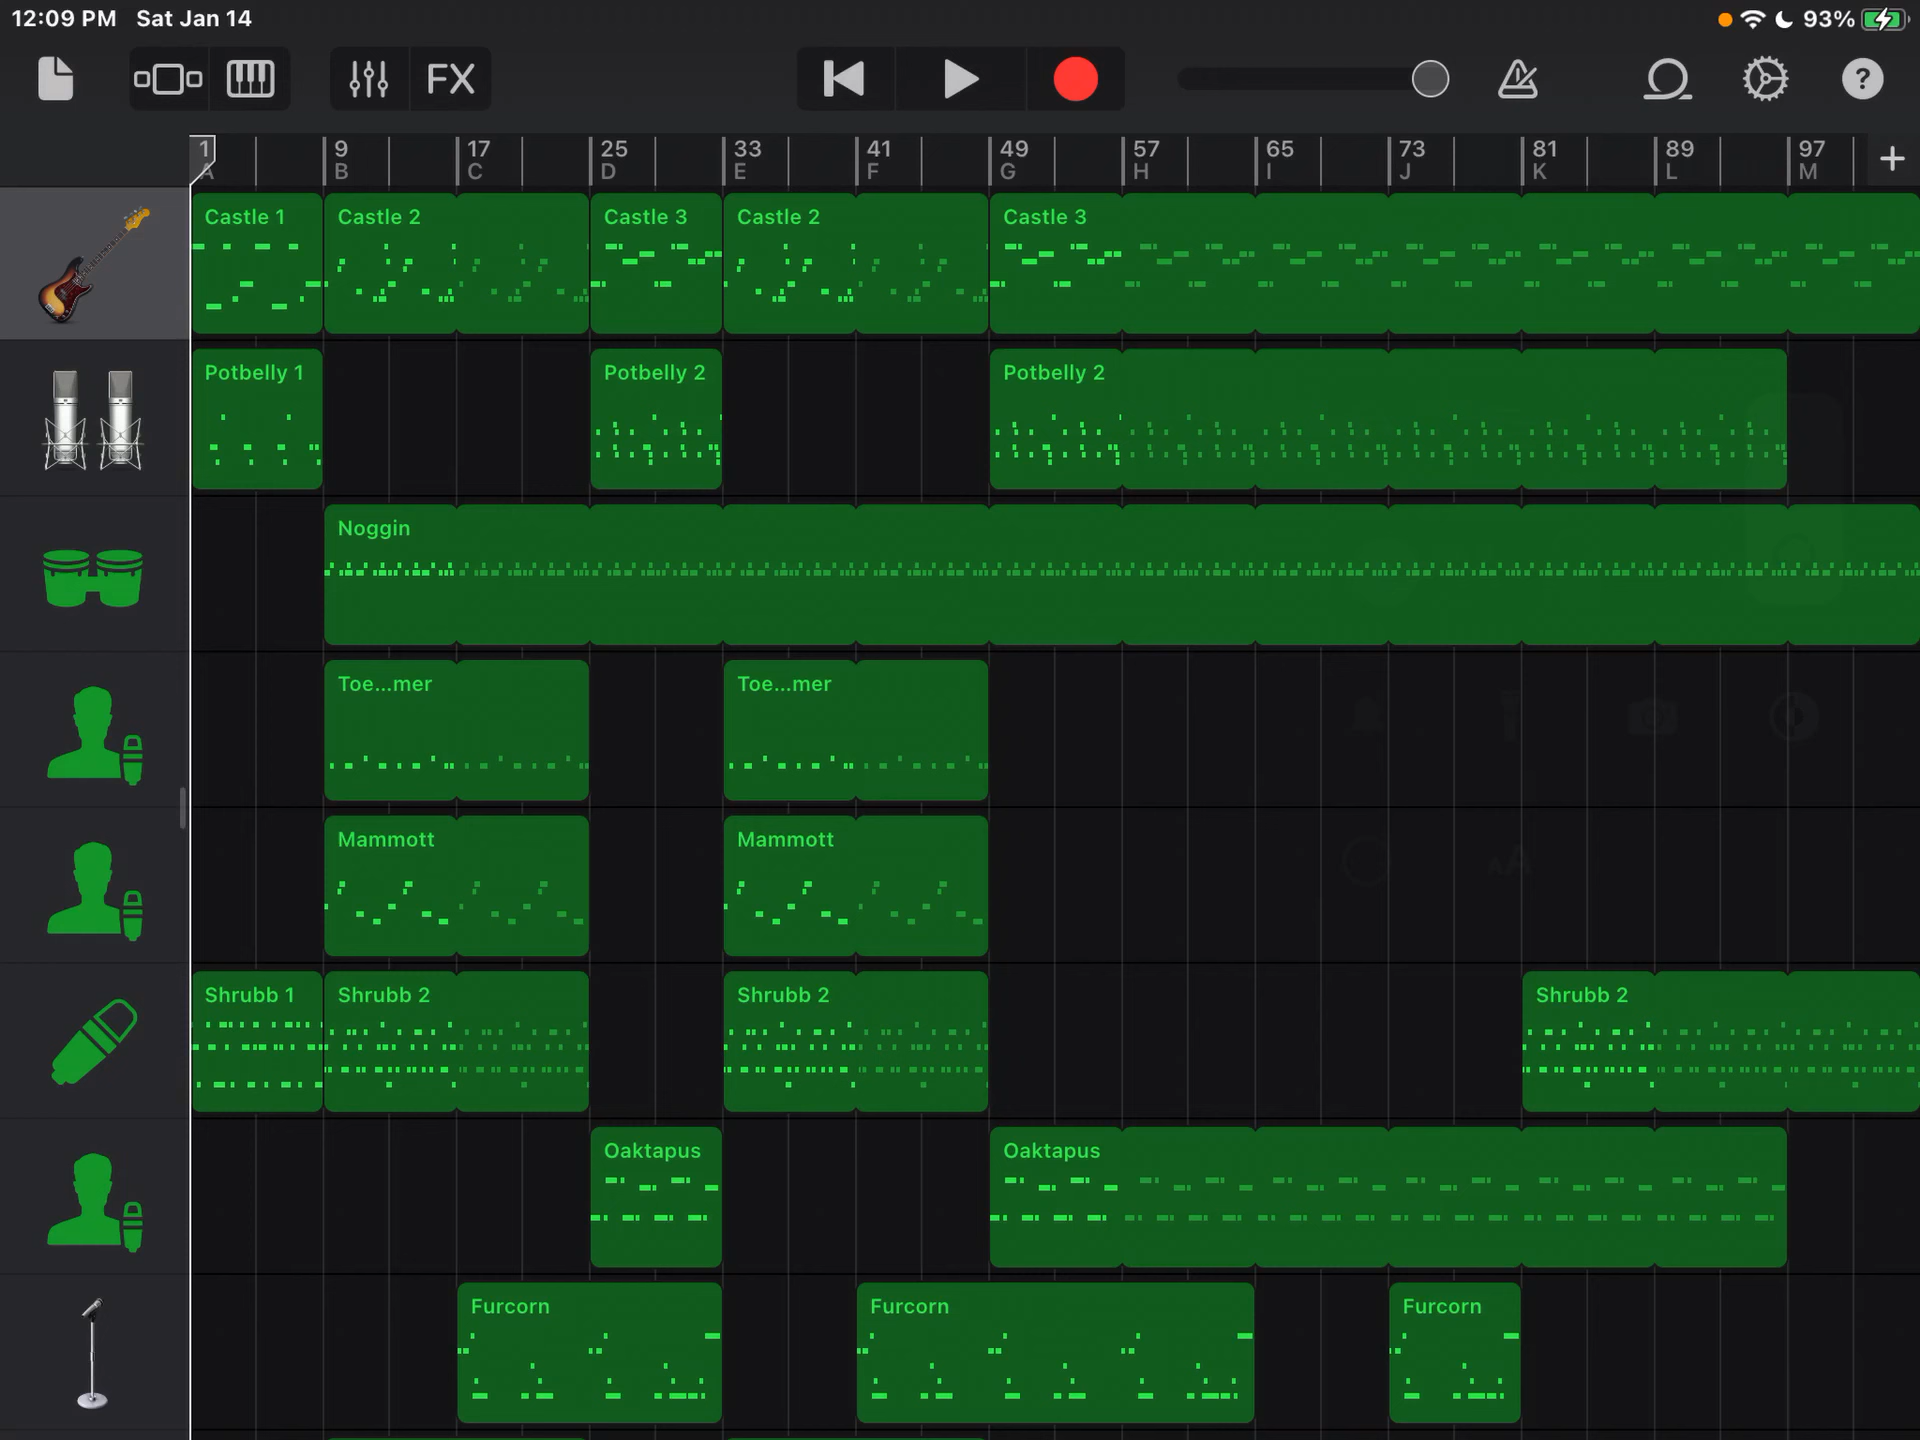 12:09 PM Sat Jan 14
93%
FX
?
1 9 17 25 33 41 49 57 65 73 81 89 97 +
A B C D E F G H I J K L M
Castle 1 Castle 2 Castle 3 Castle 2 Castle 3
Potbelly 1 Potbelly 2 Potbelly 2
Noggin
Toe...mer Toe...mer
Mammott Mammott
AA
Shrubb 1 Shrubb 2 Shrubb 2 Shrubb 2
Oaktapus Oaktapus
Furcorn Furcorn Furcorn